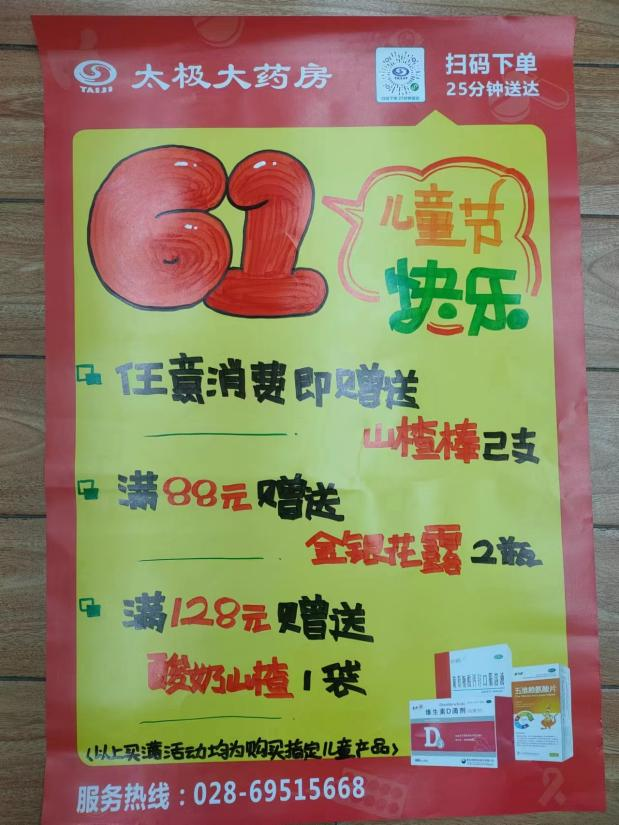 TAIJI
太极大药房
扫码下单
25分钟送达
61
儿童节
快乐
任意消费即赠送
山楂棒2支
满88元赠送
金银花露2瓶
满128元赠送
酸奶山楂1袋
维生素D滴剂
D
五维赖氨酸片
(以上买满活动均为购买指定儿童产品)
服务热线：028-69515668